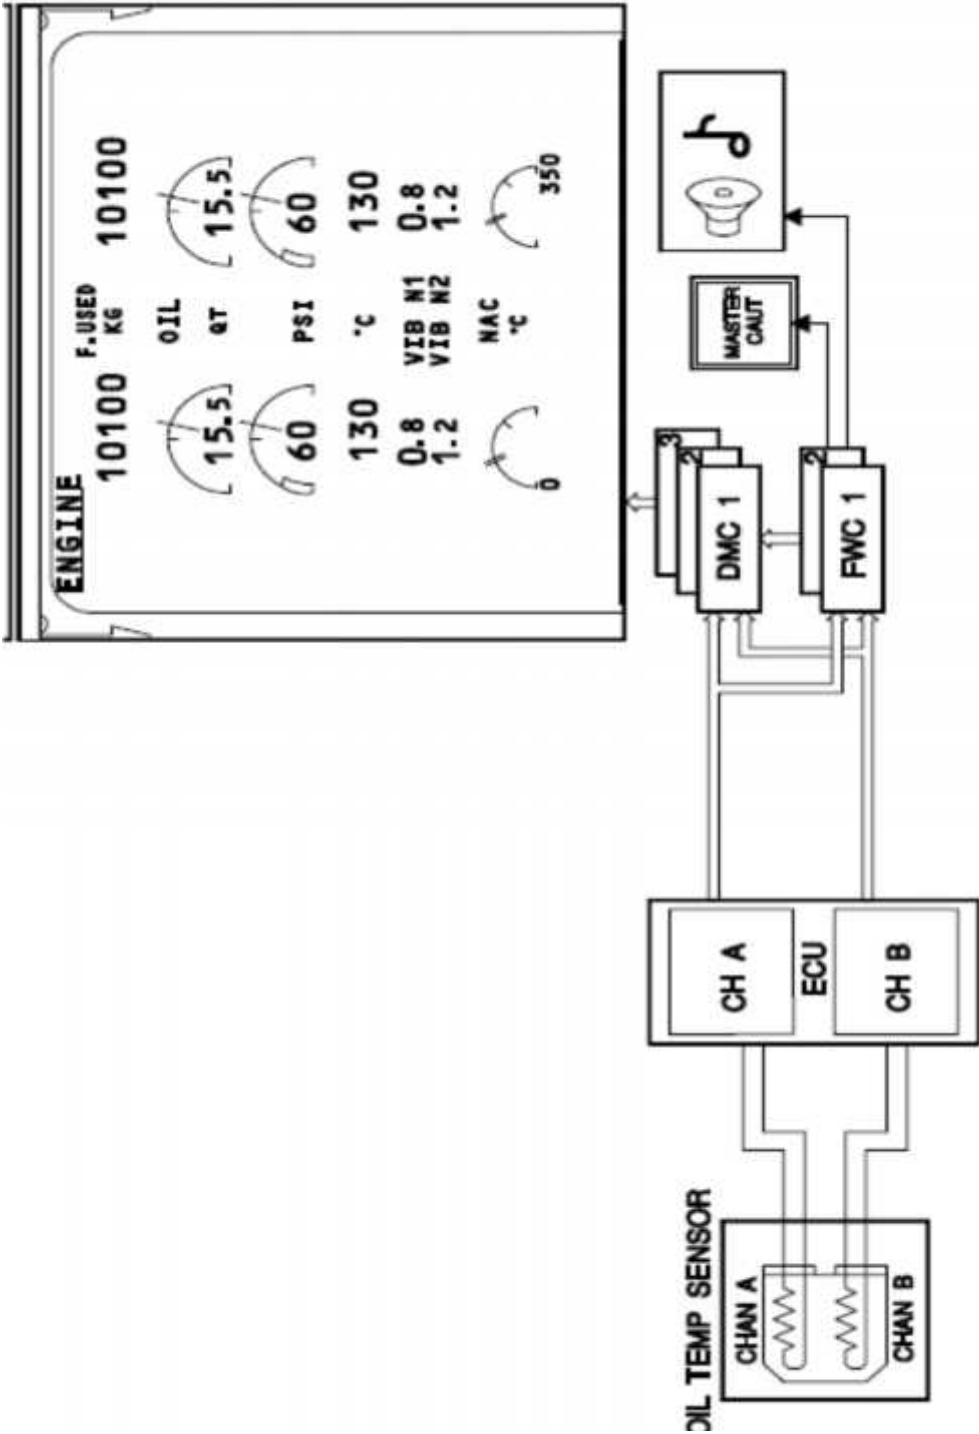 ENGINE
F.USED
10100 KG 10100
OIL
15.5 QT 15.5
60 PSI 60
130 °C 130
0.8 VIB N1 0.8
1.2 VIB N2 1.2
NAC
°C
0
350
3
2
DMC 1
2
FWC 1
MASTER
CAUT
CH A
ECU
CH B
OIL TEMP SENSOR
CHAN A
CHAN B